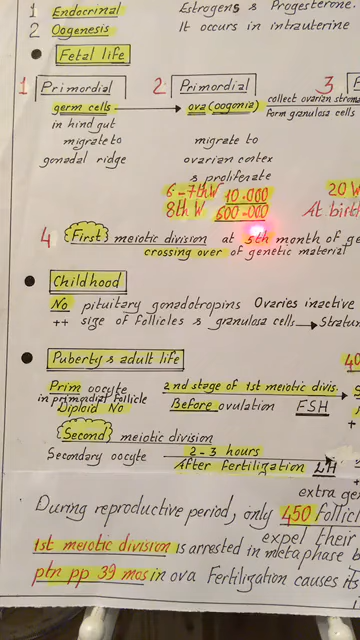 1 Endocrinal Estrogens & Progesterone.
2 Oogenesis It occurs in intrauterine
Fetal life
1 Primordial 2 Primordial 3
germ cells → ova (oogonia) collect ovarian stroma
in hind gut form granulosa cells
migrate to migrate to
gonadal ridge ovarian cortex
& proliferate
6-7th W 10.000 20 W
8th W 600.000 At birth
4 First meiotic division at 5th month of ge
crossing over of genetic material
Childhood
No pituitary gonadotropins Ovaries inactive
++ size of follicles & granulosa cells → Stratu
Puberty & adult life
Prim oocyte 2nd stage of 1st meiotic divis.
in primordial follicle
Diploid No Before ovulation FSH
Second meiotic division
Secondary oocyte 2-3 hours
After Fertilization LH
extra ge
During reproductive period, only 450 follic
expel their
1st meiotic division is arrested in metaphase b
ptn pp 39 mos in ova Fertilization causes its